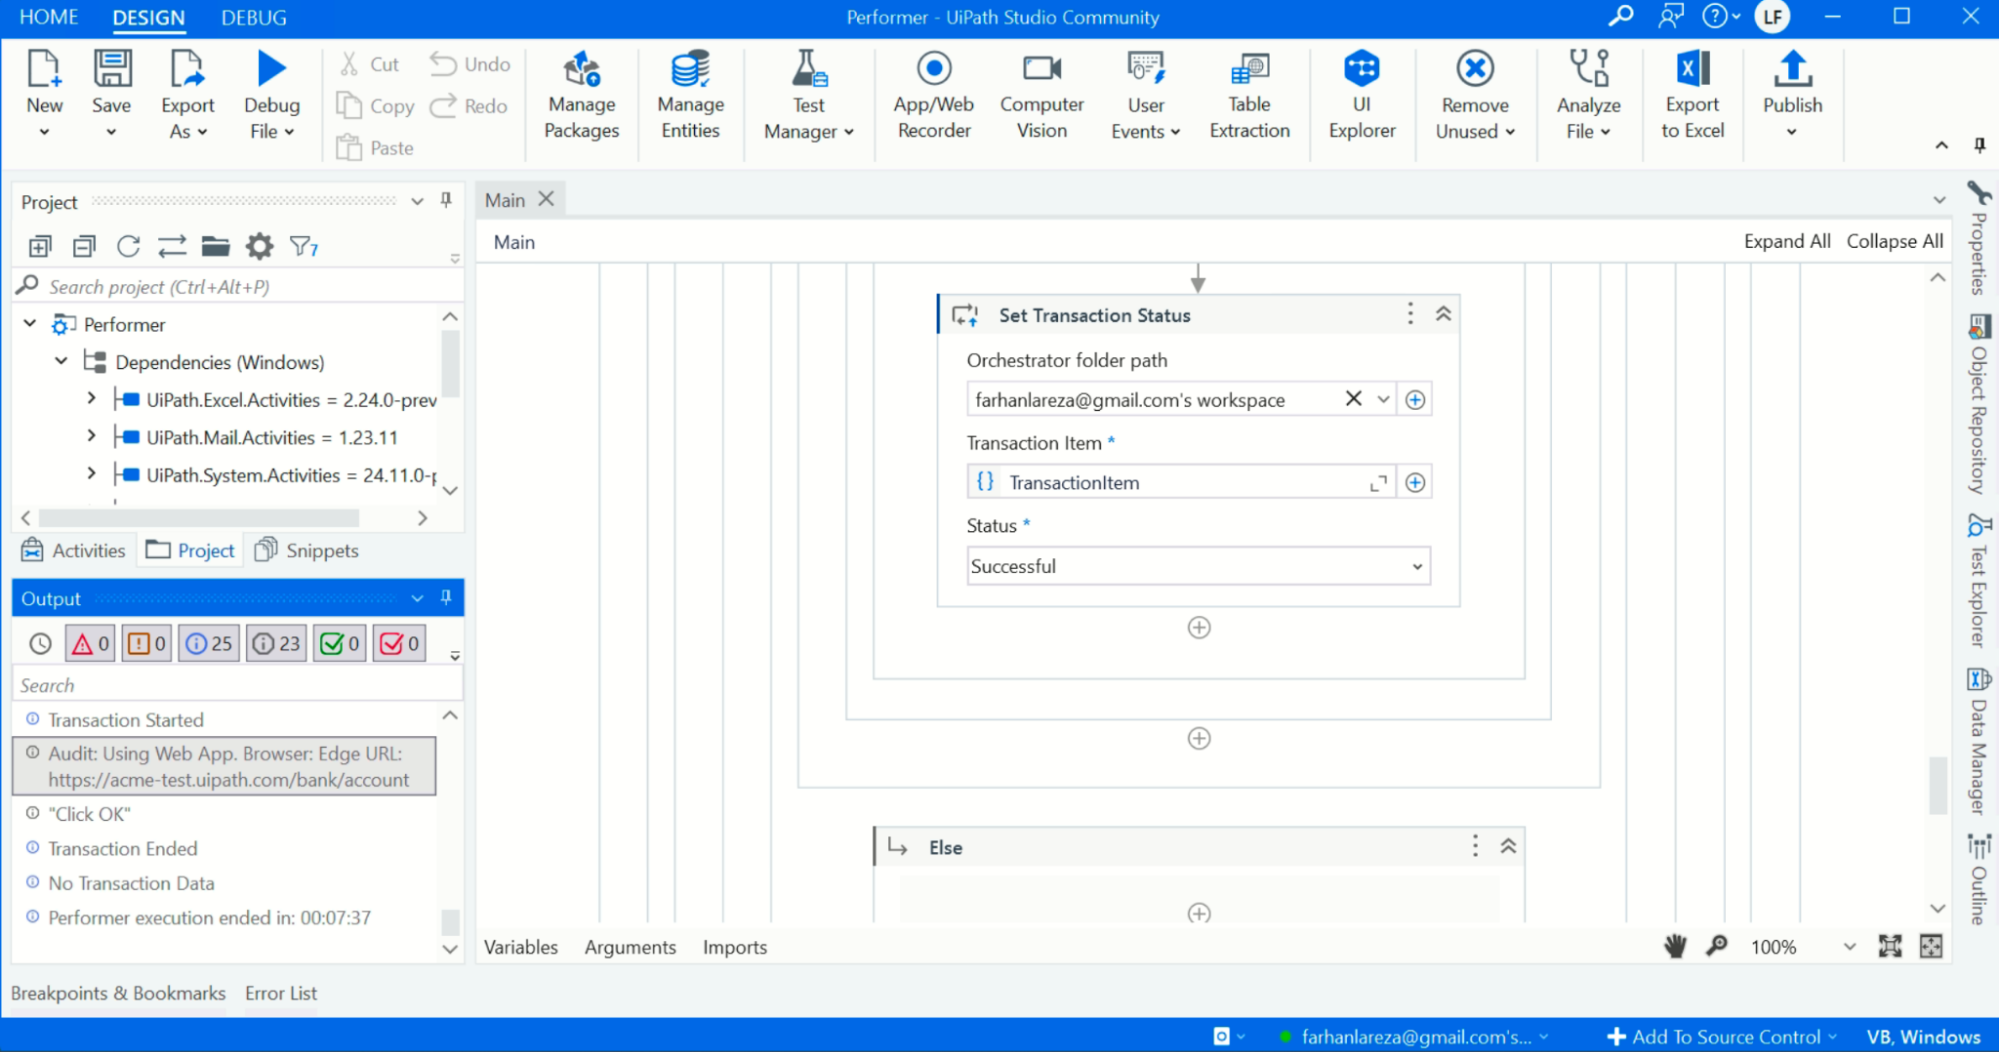 HOME DESIGN DEBUG
Performer - UiPath Studio Community
LF
New
Save
Export
As
Debug
File
Cut
Copy
Paste
Undo
Redo
Manage
Packages
Manage
Entities
Test
Manager
App/Web
Recorder
Computer
Vision
User
Events
Table
Extraction
UI
Explorer
Remove
Unused
Analyze
File
Export
to Excel
Publish
Project
7
Search project (Ctrl+Alt+P)
Performer
Dependencies (Windows)
UiPath.Excel.Activities = 2.24.0-prev
UiPath.Mail.Activities = 1.23.11
UiPath.System.Activities = 24.11.0-p
Activities Project Snippets
Output
0 0 25 23 0 0
Search
Transaction Started
Audit: Using Web App. Browser: Edge URL:
https://acme-test.uipath.com/bank/account
"Click OK"
Transaction Ended
No Transaction Data
Performer execution ended in: 00:07:37
Breakpoints & Bookmarks Error List
Main
Main
Expand All Collapse All
Set Transaction Status
Orchestrator folder path
farhanlareza@gmail.com's workspace
Transaction Item *
{} TransactionItem
Status *
Successful
Else
Variables Arguments Imports
100%
Properties
Object Repository
Test Explorer
Data Manager
Outline
farhanlareza@gmail.com's...
Add To Source Control
VB, Windows